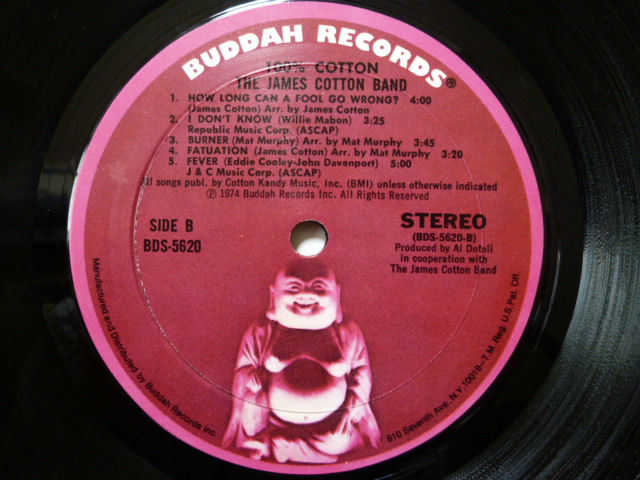 BUDDAH RECORDS®
100% COTTON
THE JAMES COTTON BAND
1. HOW LONG CAN A FOOL GO WRONG? 4:00
(James Cotton) Arr. by James Cotton
2. I DON'T KNOW (Willie Mabon) 3:25
Republic Music Corp. (ASCAP)
3. BURNER (Mat Murphy) Arr. by Mat Murphy 3:45
4. FATUATION (James Cotton) Arr. by Mat Murphy 3:20
5. FEVER (Eddie Cooley-John Davenport) 5:00
J & C Music Corp. (ASCAP)
All songs publ. by Cotton Kandy Music, Inc. (BMI) unless otherwise indicated
℗ 1974 Buddah Records Inc. All Rights Reserved
SIDE B
BDS-5620
STEREO
(BDS-5620-B)
Produced by Al Dotoli
in cooperation with
The James Cotton Band
Manufactured and Distributed by Buddah Records Inc.
810 Seventh Ave., N.Y. 10019–T.M. Reg. U.S. Pat. Off.